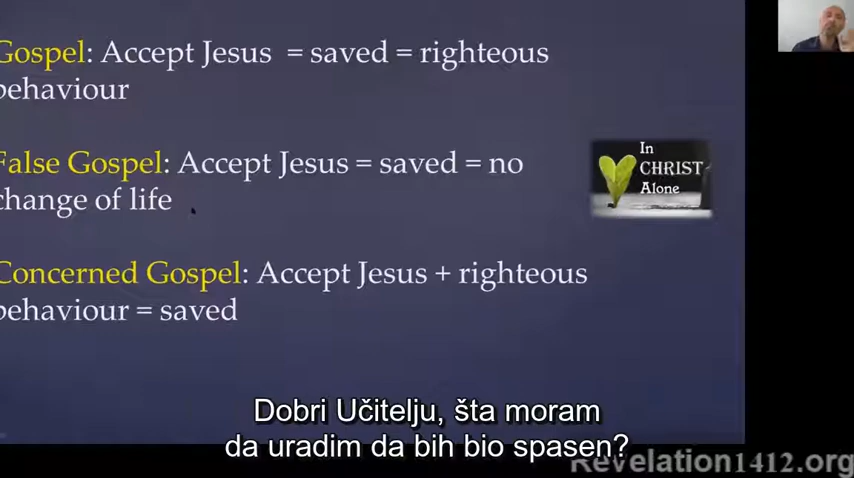 Gospel: Accept Jesus = saved = righteous
behaviour
False Gospel: Accept Jesus = saved = no
change of life
Concerned Gospel: Accept Jesus + righteous
behaviour = saved
In
CHRIST
Alone
Dobri Učitelju, šta moram
da uradim da bih bio spasen?
Revelation1412.org